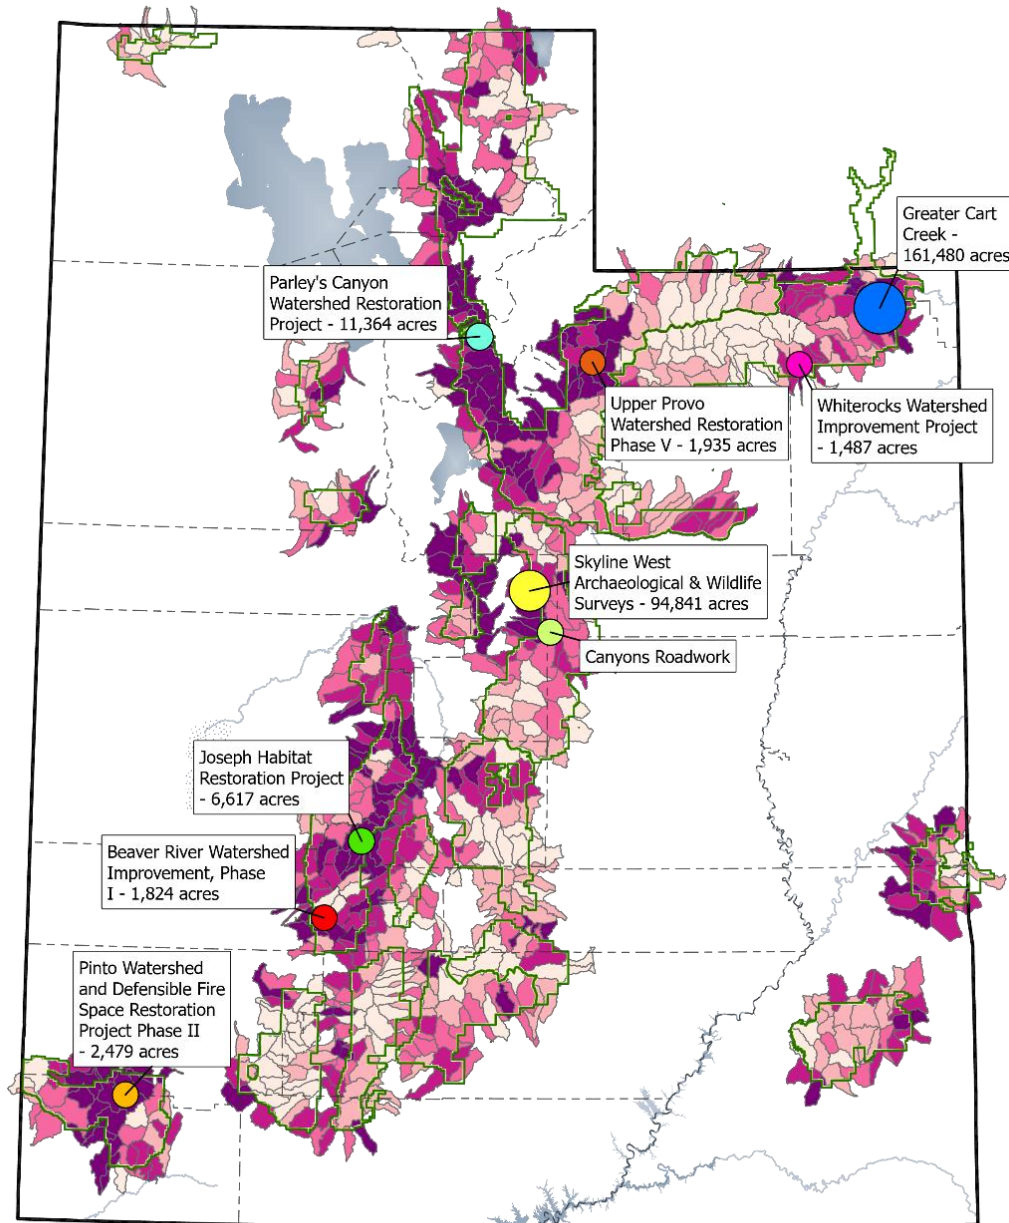 Greater Cart
Creek -
161,480 acres
Parley's Canyon
Watershed Restoration
Project - 11,364 acres
Upper Provo
Watershed Restoration
Phase V - 1,935 acres
Whiterocks Watershed
Improvement Project
- 1,487 acres
Skyline West
Archaeological & Wildlife
Surveys - 94,841 acres
Canyons Roadwork
Joseph Habitat
Restoration Project
- 6,617 acres
Beaver River Watershed
Improvement, Phase
I - 1,824 acres
Pinto Watershed
and Defensible Fire
Space Restoration
Project Phase II
- 2,479 acres